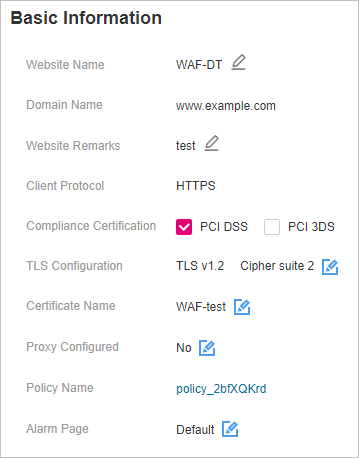 Basic Information
Website Name WAF-DT
Domain Name www.example.com
Website Remarks test
Client Protocol HTTPS
Compliance Certification PCI DSS PCI 3DS
TLS Configuration TLS v1.2 Cipher suite 2
Certificate Name WAF-test
Proxy Configured No
Policy Name policy_2bfXQKrd
Alarm Page Default